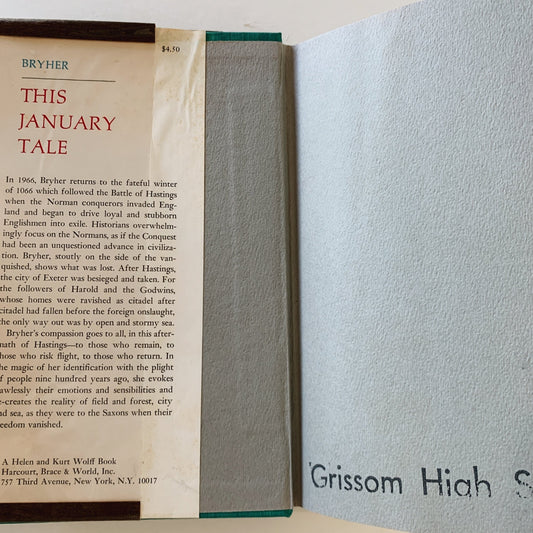 $4.50
BRYHER
THIS
JANUARY
TALE
In 1966, Bryher returns to the fateful winter
of 1066 which followed the Battle of Hastings
when the Norman conquerors invaded Eng-
land and began to drive loyal and stubborn
Englishmen into exile. Historians overwhelm-
ingly focus on the Normans, as if the Conquest
had been an unquestioned advance in civiliza-
tion. Bryher, stoutly on the side of the van-
quished, shows what was lost. After Hastings,
the city of Exeter was besieged and taken. For
the followers of Harold and the Godwins,
whose homes were ravished as citadel after
citadel had fallen before the foreign onslaught,
the only way out was by open and stormy sea.
Bryher's compassion goes to all, in this after-
math of Hastings—to those who remain, to
those who risk flight, to those who return. In
the magic of her identification with the plight
of people nine hundred years ago, she evokes
lawlessly their emotions and sensibilities and
e-creates the reality of field and forest, city
nd sea, as they were to the Saxons when their
eedom vanished.
A Helen and Kurt Wolff Book
Harcourt, Brace & World, Inc.
757 Third Avenue, New York, N.Y. 10017
Grissom High S